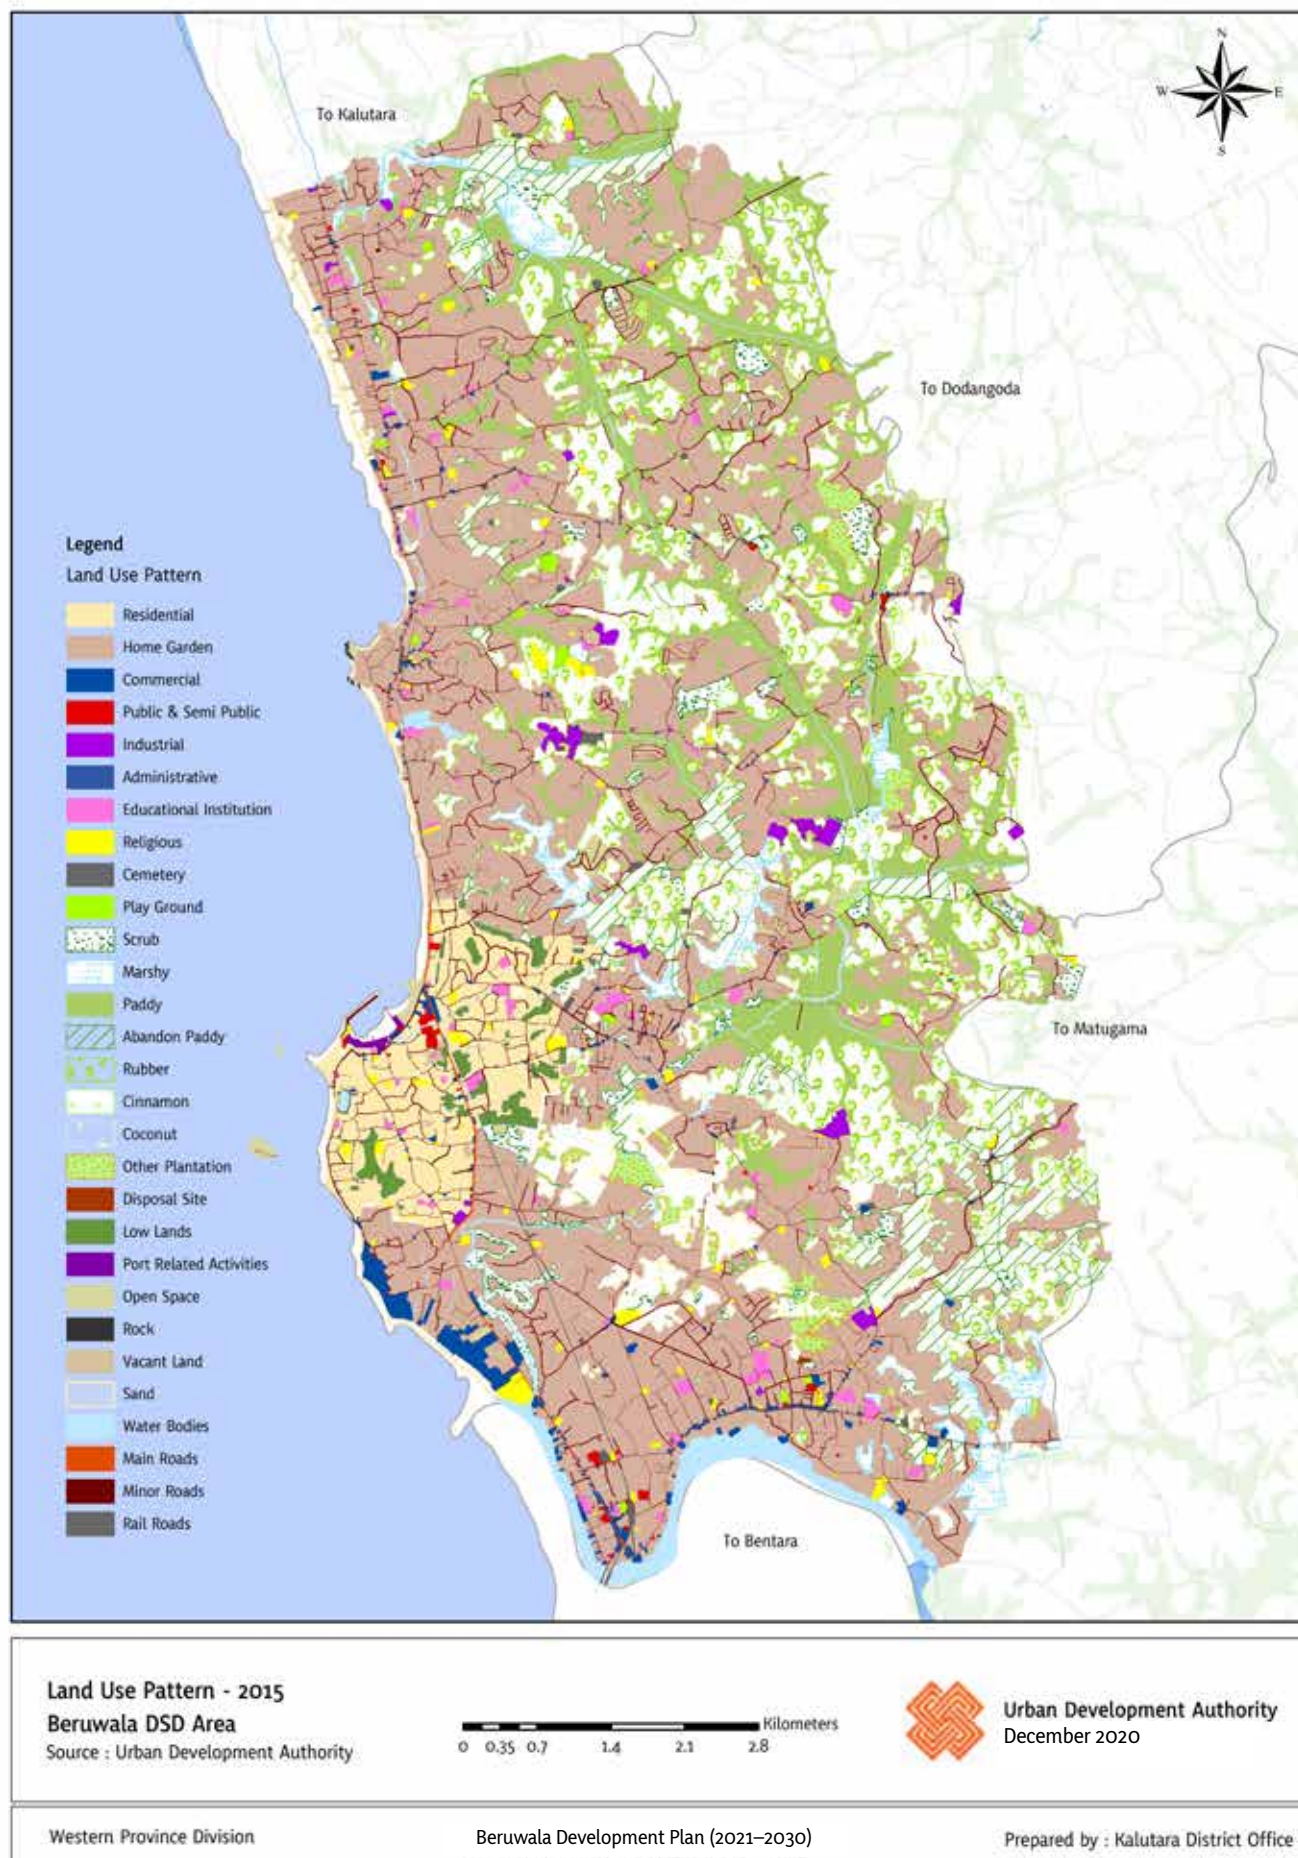 N
W
E
S
To Kalutara
To Dodangoda
To Matugama
To Bentara
Legend
Land Use Pattern
Residential
Home Garden
Commercial
Public & Semi Public
Industrial
Administrative
Educational Institution
Religious
Cemetery
Play Ground
Scrub
Marshy
Paddy
Abandon Paddy
Rubber
Cinnamon
Coconut
Other Plantation
Disposal Site
Low Lands
Port Related Activities
Open Space
Rock
Vacant Land
Sand
Water Bodies
Main Roads
Minor Roads
Rail Roads
Land Use Pattern - 2015
Beruwala DSD Area
Source : Urban Development Authority
Kilometers
0 0.35 0.7 1.4 2.1 2.8
Urban Development Authority
December 2020
Western Province Division
Beruwala Development Plan (2021–2030)
Prepared by : Kalutara District Office